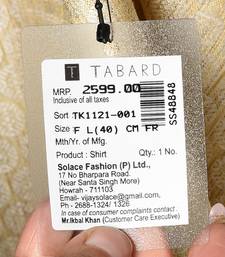 T TABARD
MRP. 2599.00
Inclusive of all taxes
Sort TK1121-001
Size F L(40) CM FR
Mth/Yr. of Mfg.
Product : Shirt Qty.: 1 No.
Solace Fashion (P) Ltd.,
17 No Bharpara Road.
(Near Santa Singh More)
Howrah - 711103
Email- vijaysolace@gmail.com,
Ph - 2688-1324/ 1326
In case of consumer complaints contact
Mr.Ikbal Khan (Customer Care Executive)
SS48848